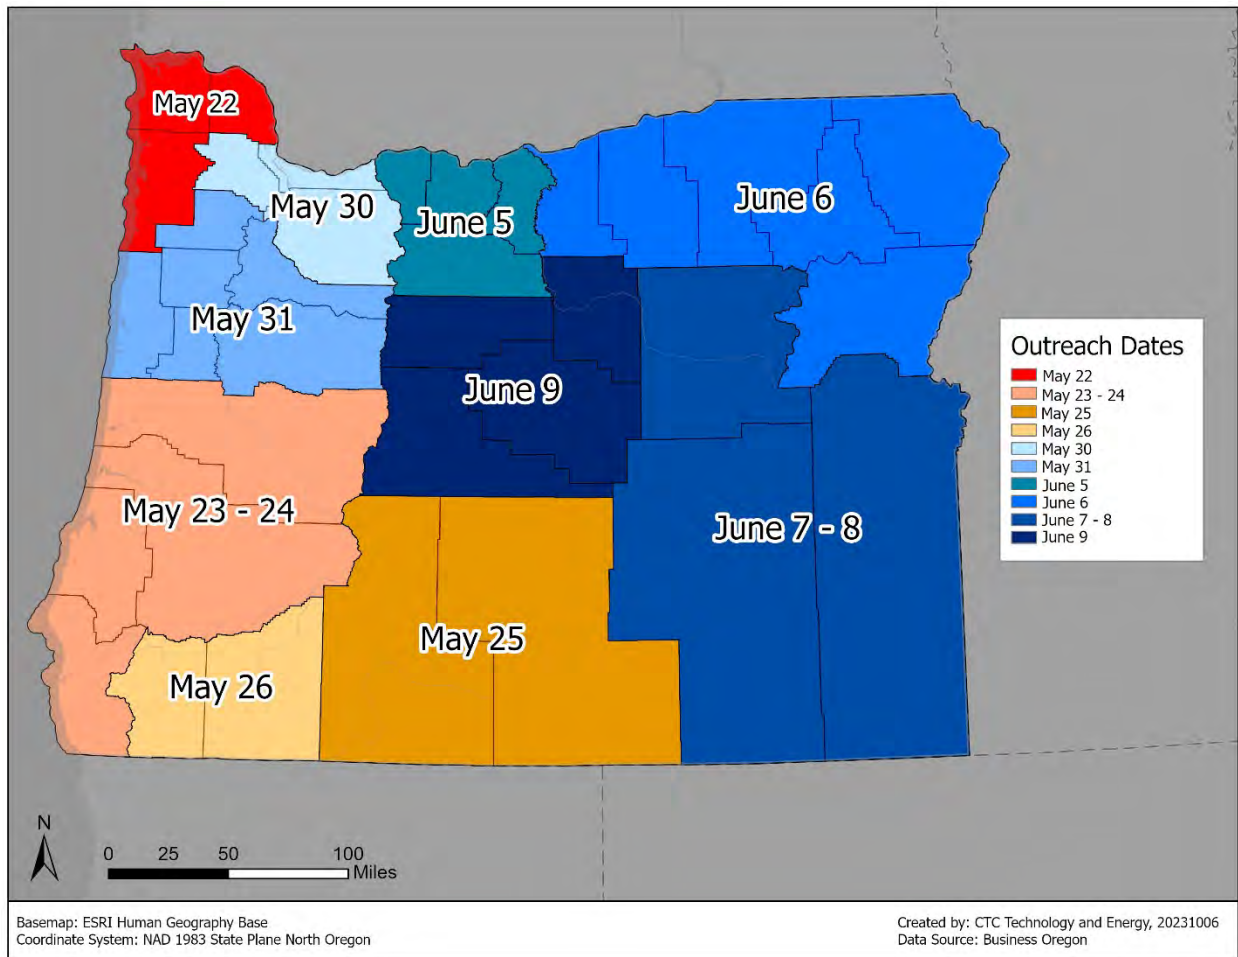 May 22
May 30
June 5
June 6
May 31
June 9
May 23 - 24
June 7 - 8
May 25
May 26
Outreach Dates
May 22
May 23 - 24
May 25
May 26
May 30
May 31
June 5
June 6
June 7 - 8
June 9
N
0 25 50 100
Miles
Basemap: ESRI Human Geography Base
Coordinate System: NAD 1983 State Plane North Oregon
Created by: CTC Technology and Energy, 20231006
Data Source: Business Oregon